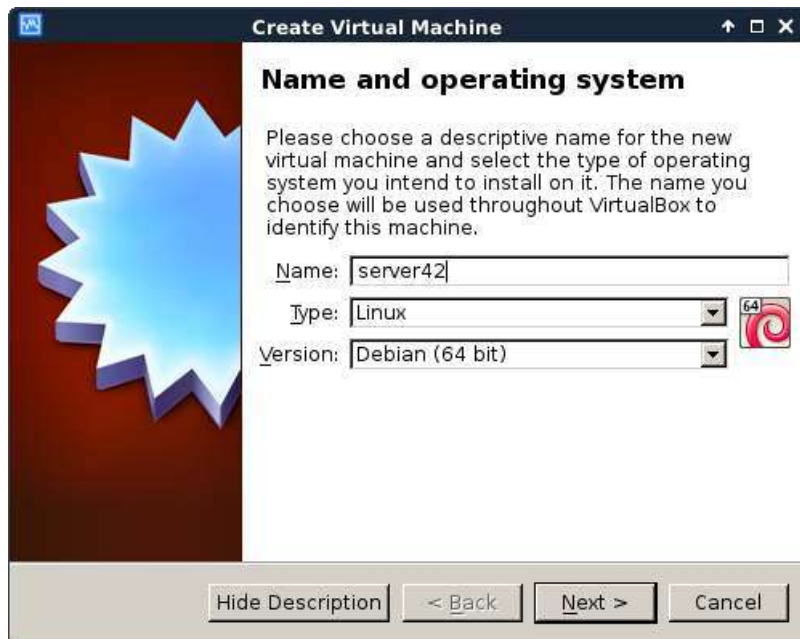 Create Virtual Machine
Name and operating system
Please choose a descriptive name for the new
virtual machine and select the type of operating
system you intend to install on it. The name you
choose will be used throughout VirtualBox to
identify this machine.
Name: server42
Type: Linux
64
Version: Debian (64 bit)
Hide Description < Back Next > Cancel